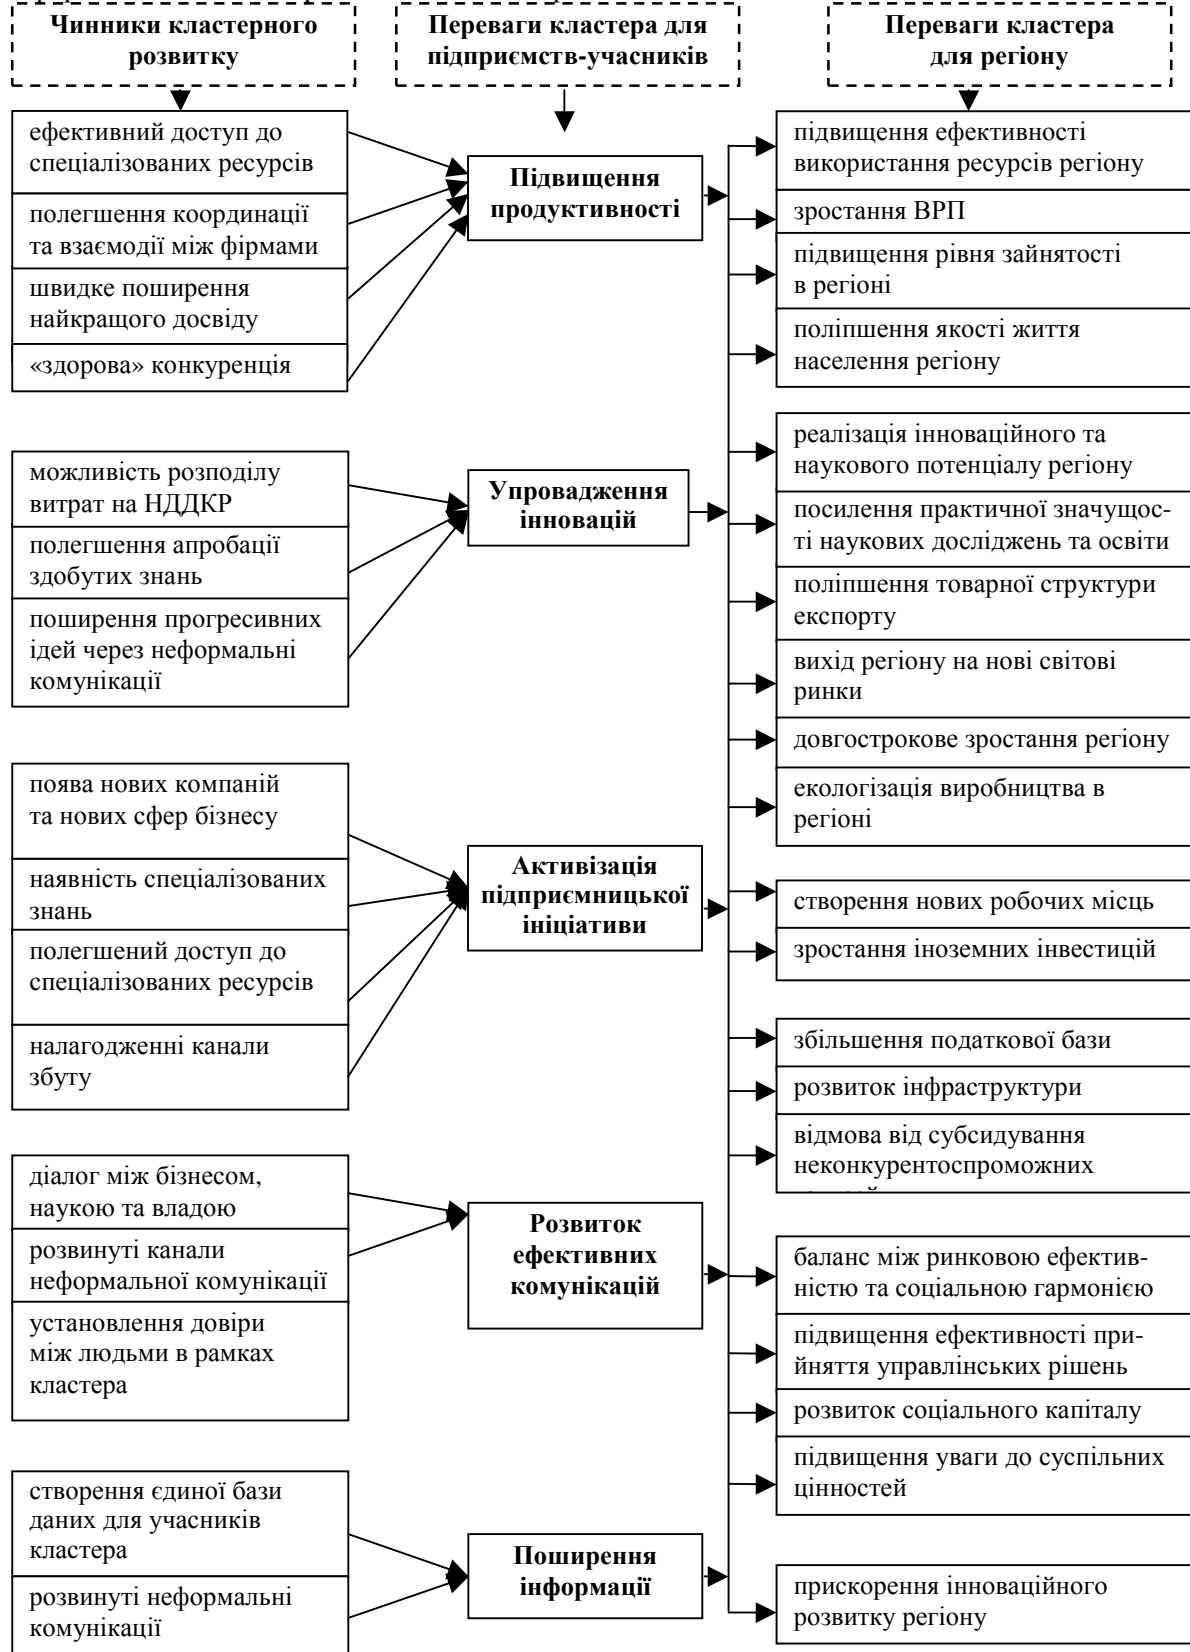 Чинники кластерного
розвитку
Переваги кластера для
підприємств-учасників
Переваги кластера
для регіону
ефективний доступ до
спеціалізованих ресурсів
полегшення координації
та взаємодії між фірмами
швидке поширення
найкращого досвіду
«здорова» конкуренція
Підвищення
продуктивності
підвищення ефективності
використання ресурсів регіону
зростання ВРП
підвищення рівня зайнятості
в регіоні
поліпшення якості життя
населення регіону
можливість розподілу
витрат на НДДКР
полегшення апробації
здобутих знань
поширення прогресивних
ідей через неформальні
комунікації
Упровадження
інновацій
реалізація інноваційного та
наукового потенціалу регіону
посилення практичної значущос-
ті наукових досліджень та освіти
поліпшення товарної структури
експорту
вихід регіону на нові світові
ринки
довгострокове зростання регіону
екологізація виробництва в
регіоні
поява нових компаній
та нових сфер бізнесу
наявність спеціалізованих
знань
полегшений доступ до
спеціалізованих ресурсів
налагодженні канали
збуту
Активізація
підприємницької
ініціативи
створення нових робочих місць
зростання іноземних інвестицій
збільшення податкової бази
розвиток інфраструктури
відмова від субсидування
неконкурентоспроможних
діалог між бізнесом,
наукою та владою
розвинуті канали
неформальної комунікації
установлення довіри
між людьми в рамках
кластера
Розвиток
ефективних
комунікацій
баланс між ринковою ефектив-
ністю та соціальною гармонією
підвищення ефективності при-
йняття управлінських рішень
розвиток соціального капіталу
підвищення уваги до суспільних
цінностей
створення єдиної бази
даних для учасників
кластера
розвинуті неформальні
комунікації
Поширення
інформації
прискорення інноваційного
розвитку регіону